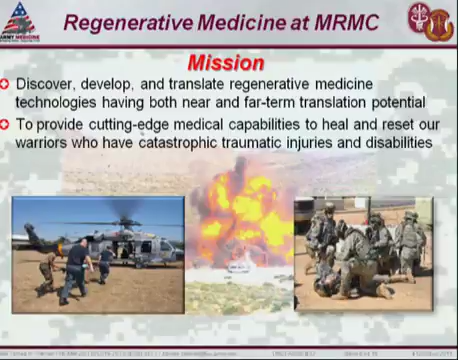 ARMY MEDICINE
Regenerative Medicine at MRMC
Mission
Discover, develop, and translate regenerative medicine
technologies having both near and far-term translation potential
To provide cutting-edge medical capabilities to heal and reset our
warriors who have catastrophic traumatic injuries and disabilities